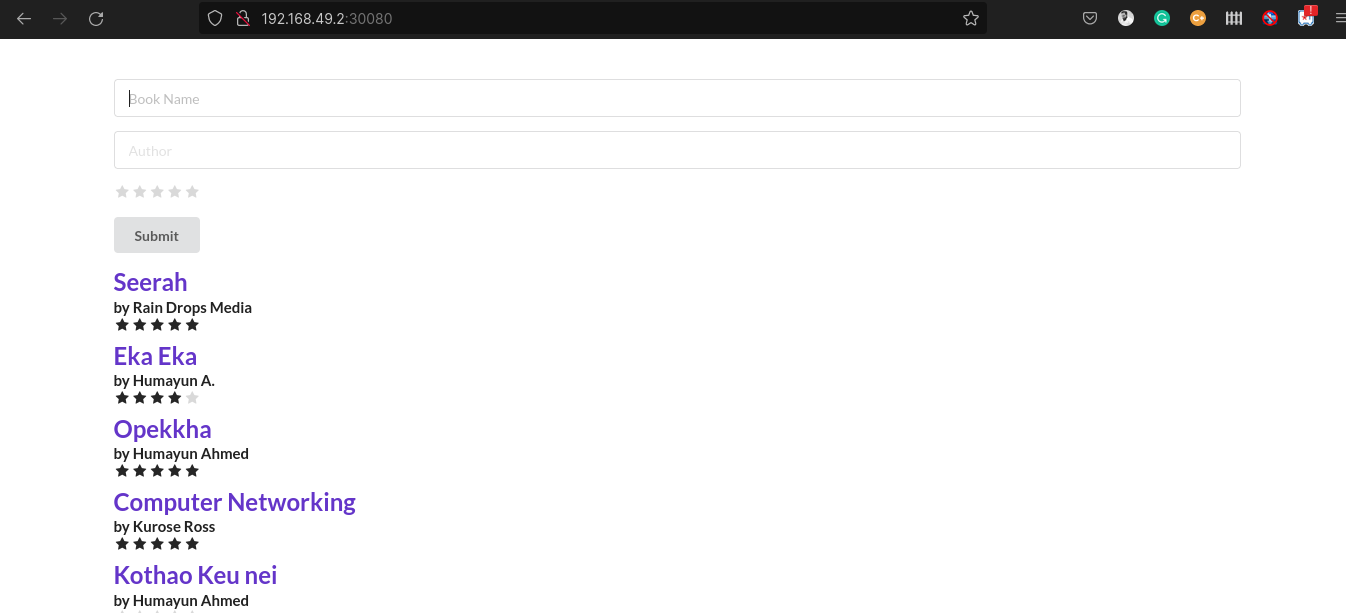 192.168.49.2:30080
Book Name
Author
Submit
Seerah
by Rain Drops Media
Eka Eka
by Humayun A.
Opekkha
by Humayun Ahmed
Computer Networking
by Kurose Ross
Kothao Keu nei
by Humayun Ahmed